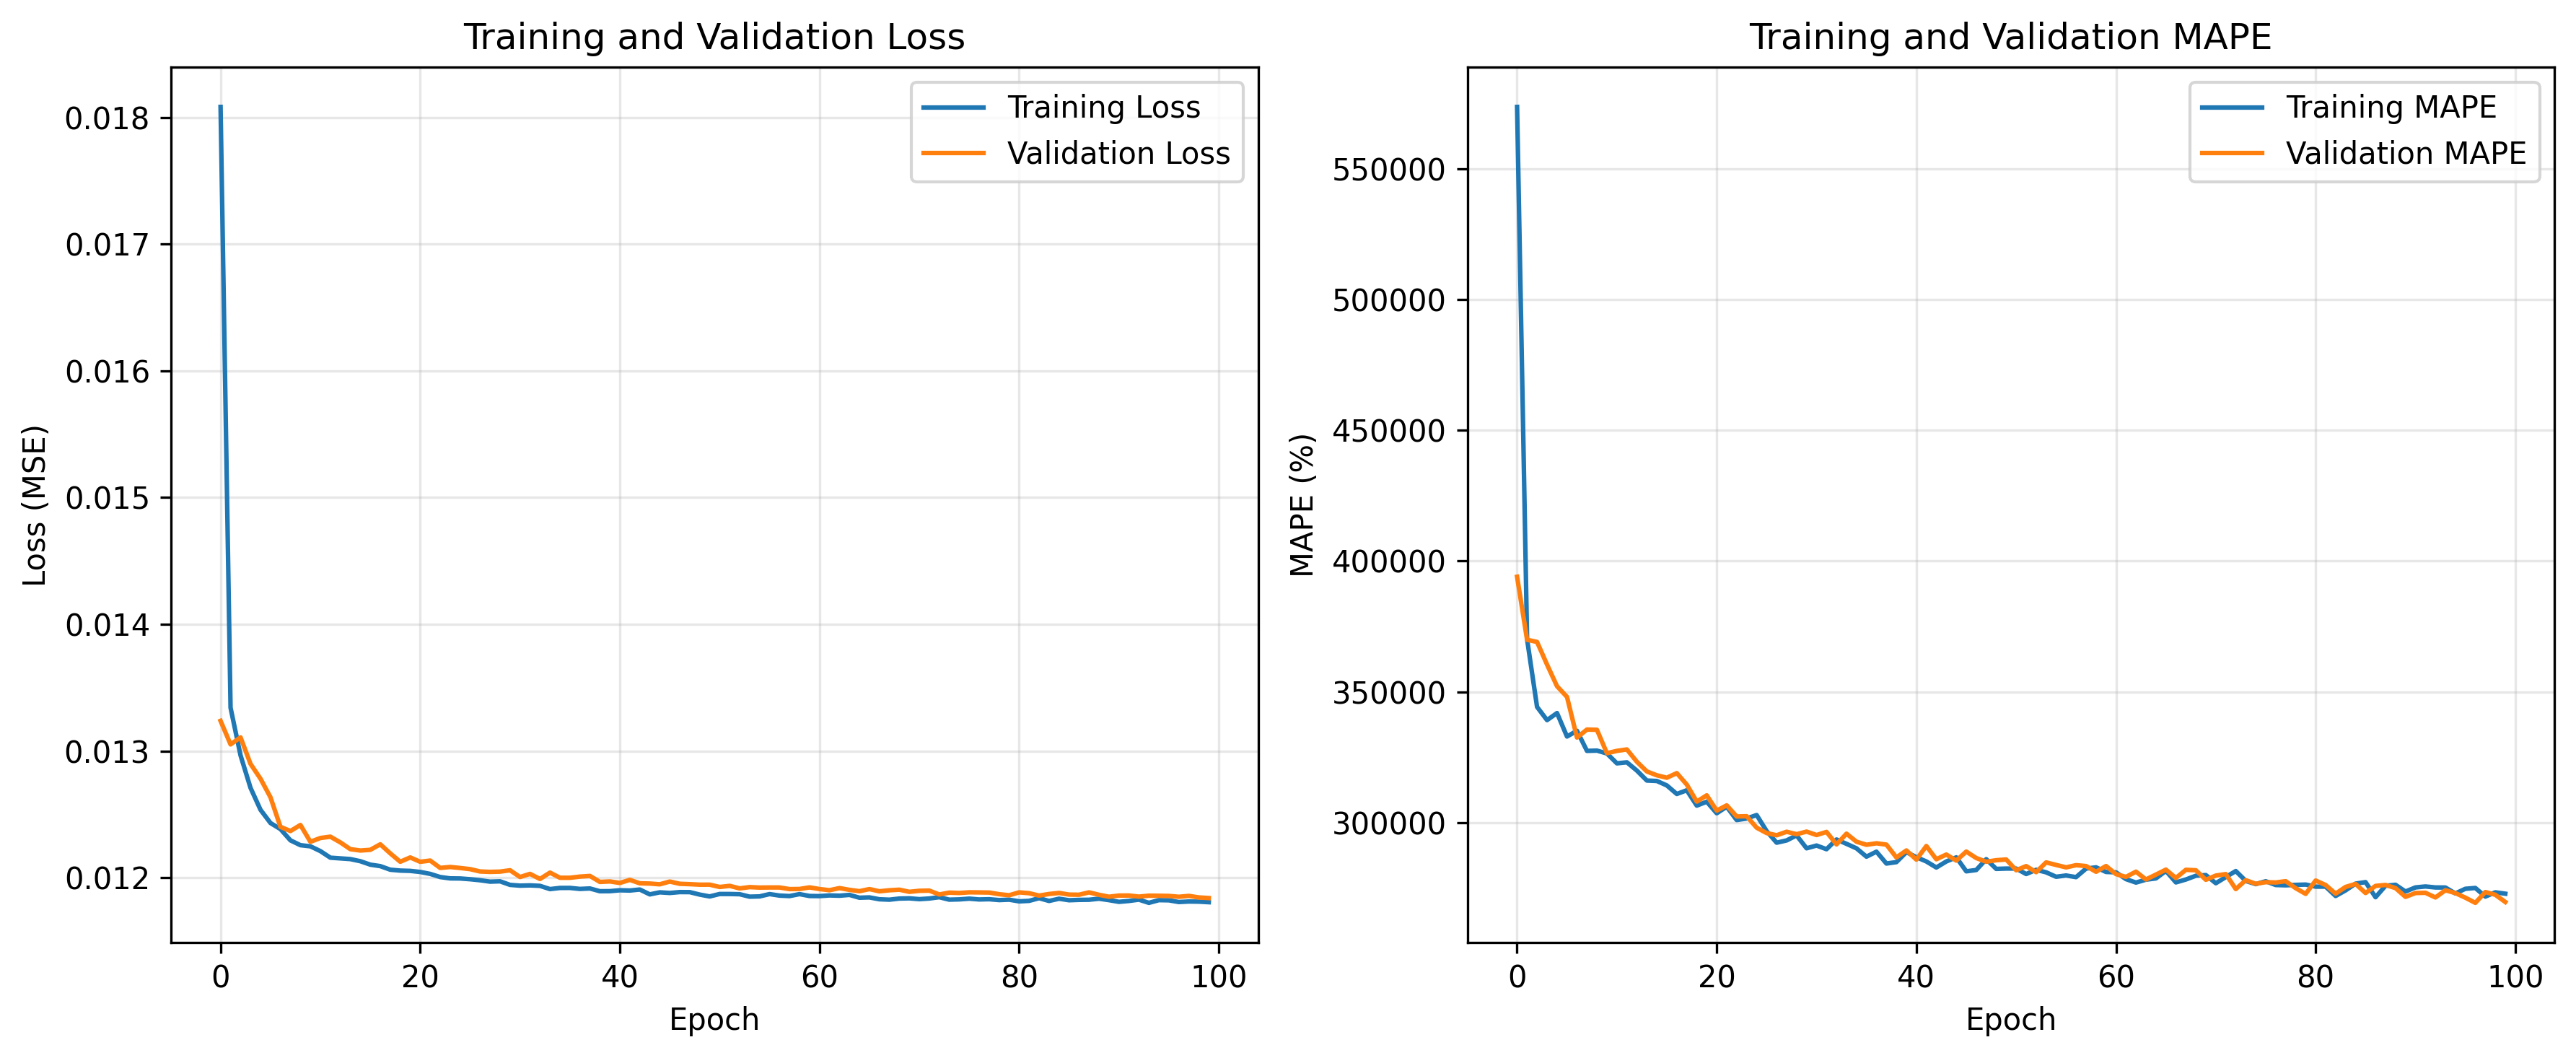 Training and Validation Loss
Training Loss
Validation Loss
0.018
0.017
0.016
0.015
0.014
0.013
0.012
Loss (MSE)
0 20 40 60 80 100
Epoch
Training and Validation MAPE
Training MAPE
Validation MAPE
550000
500000
450000
400000
350000
300000
MAPE (%)
0 20 40 60 80 100
Epoch